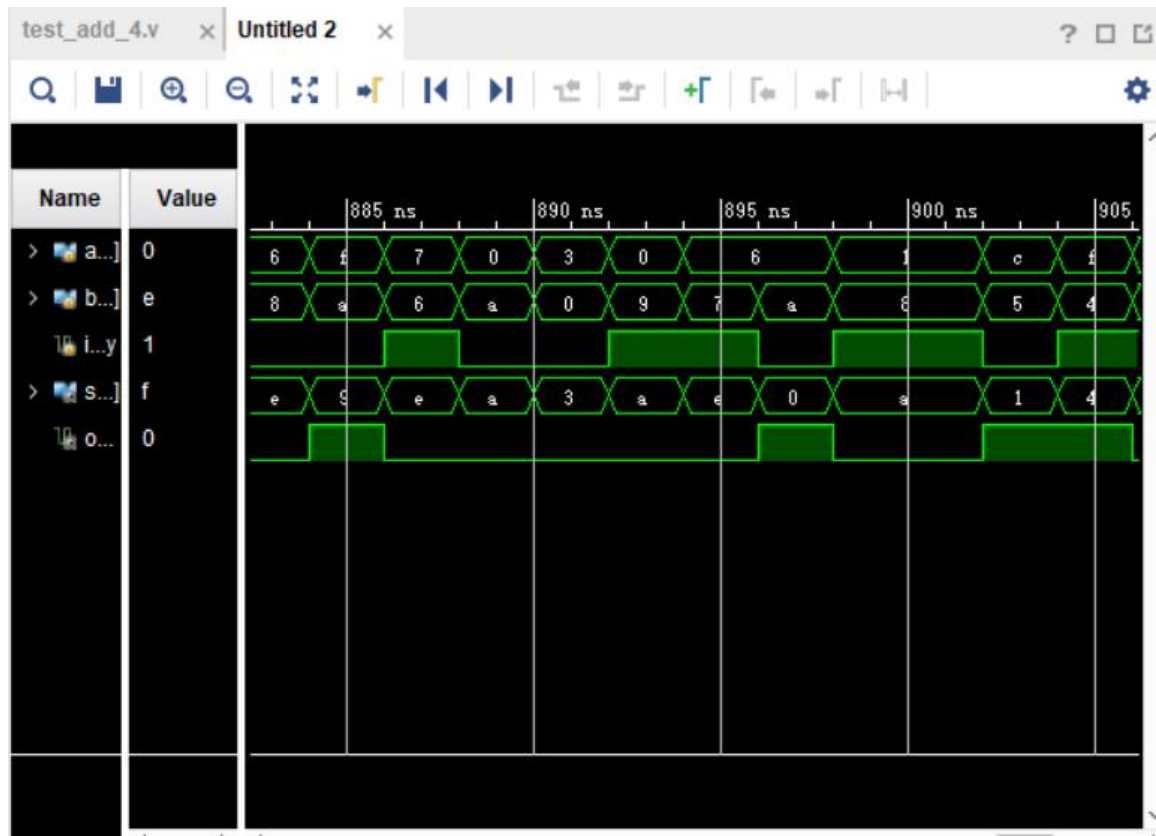 test_add_4.v × Untitled 2 × ?
Name Value
885 ns 890 ns 895 ns 900 ns 905
a...] 0 6 f 7 0 3 0 6 1 c f
b...] e 8 a 6 a 0 9 7 a 8 5 4
i...y 1
s...] f e 9 e a 3 a e 0 a 1 4
o... 0